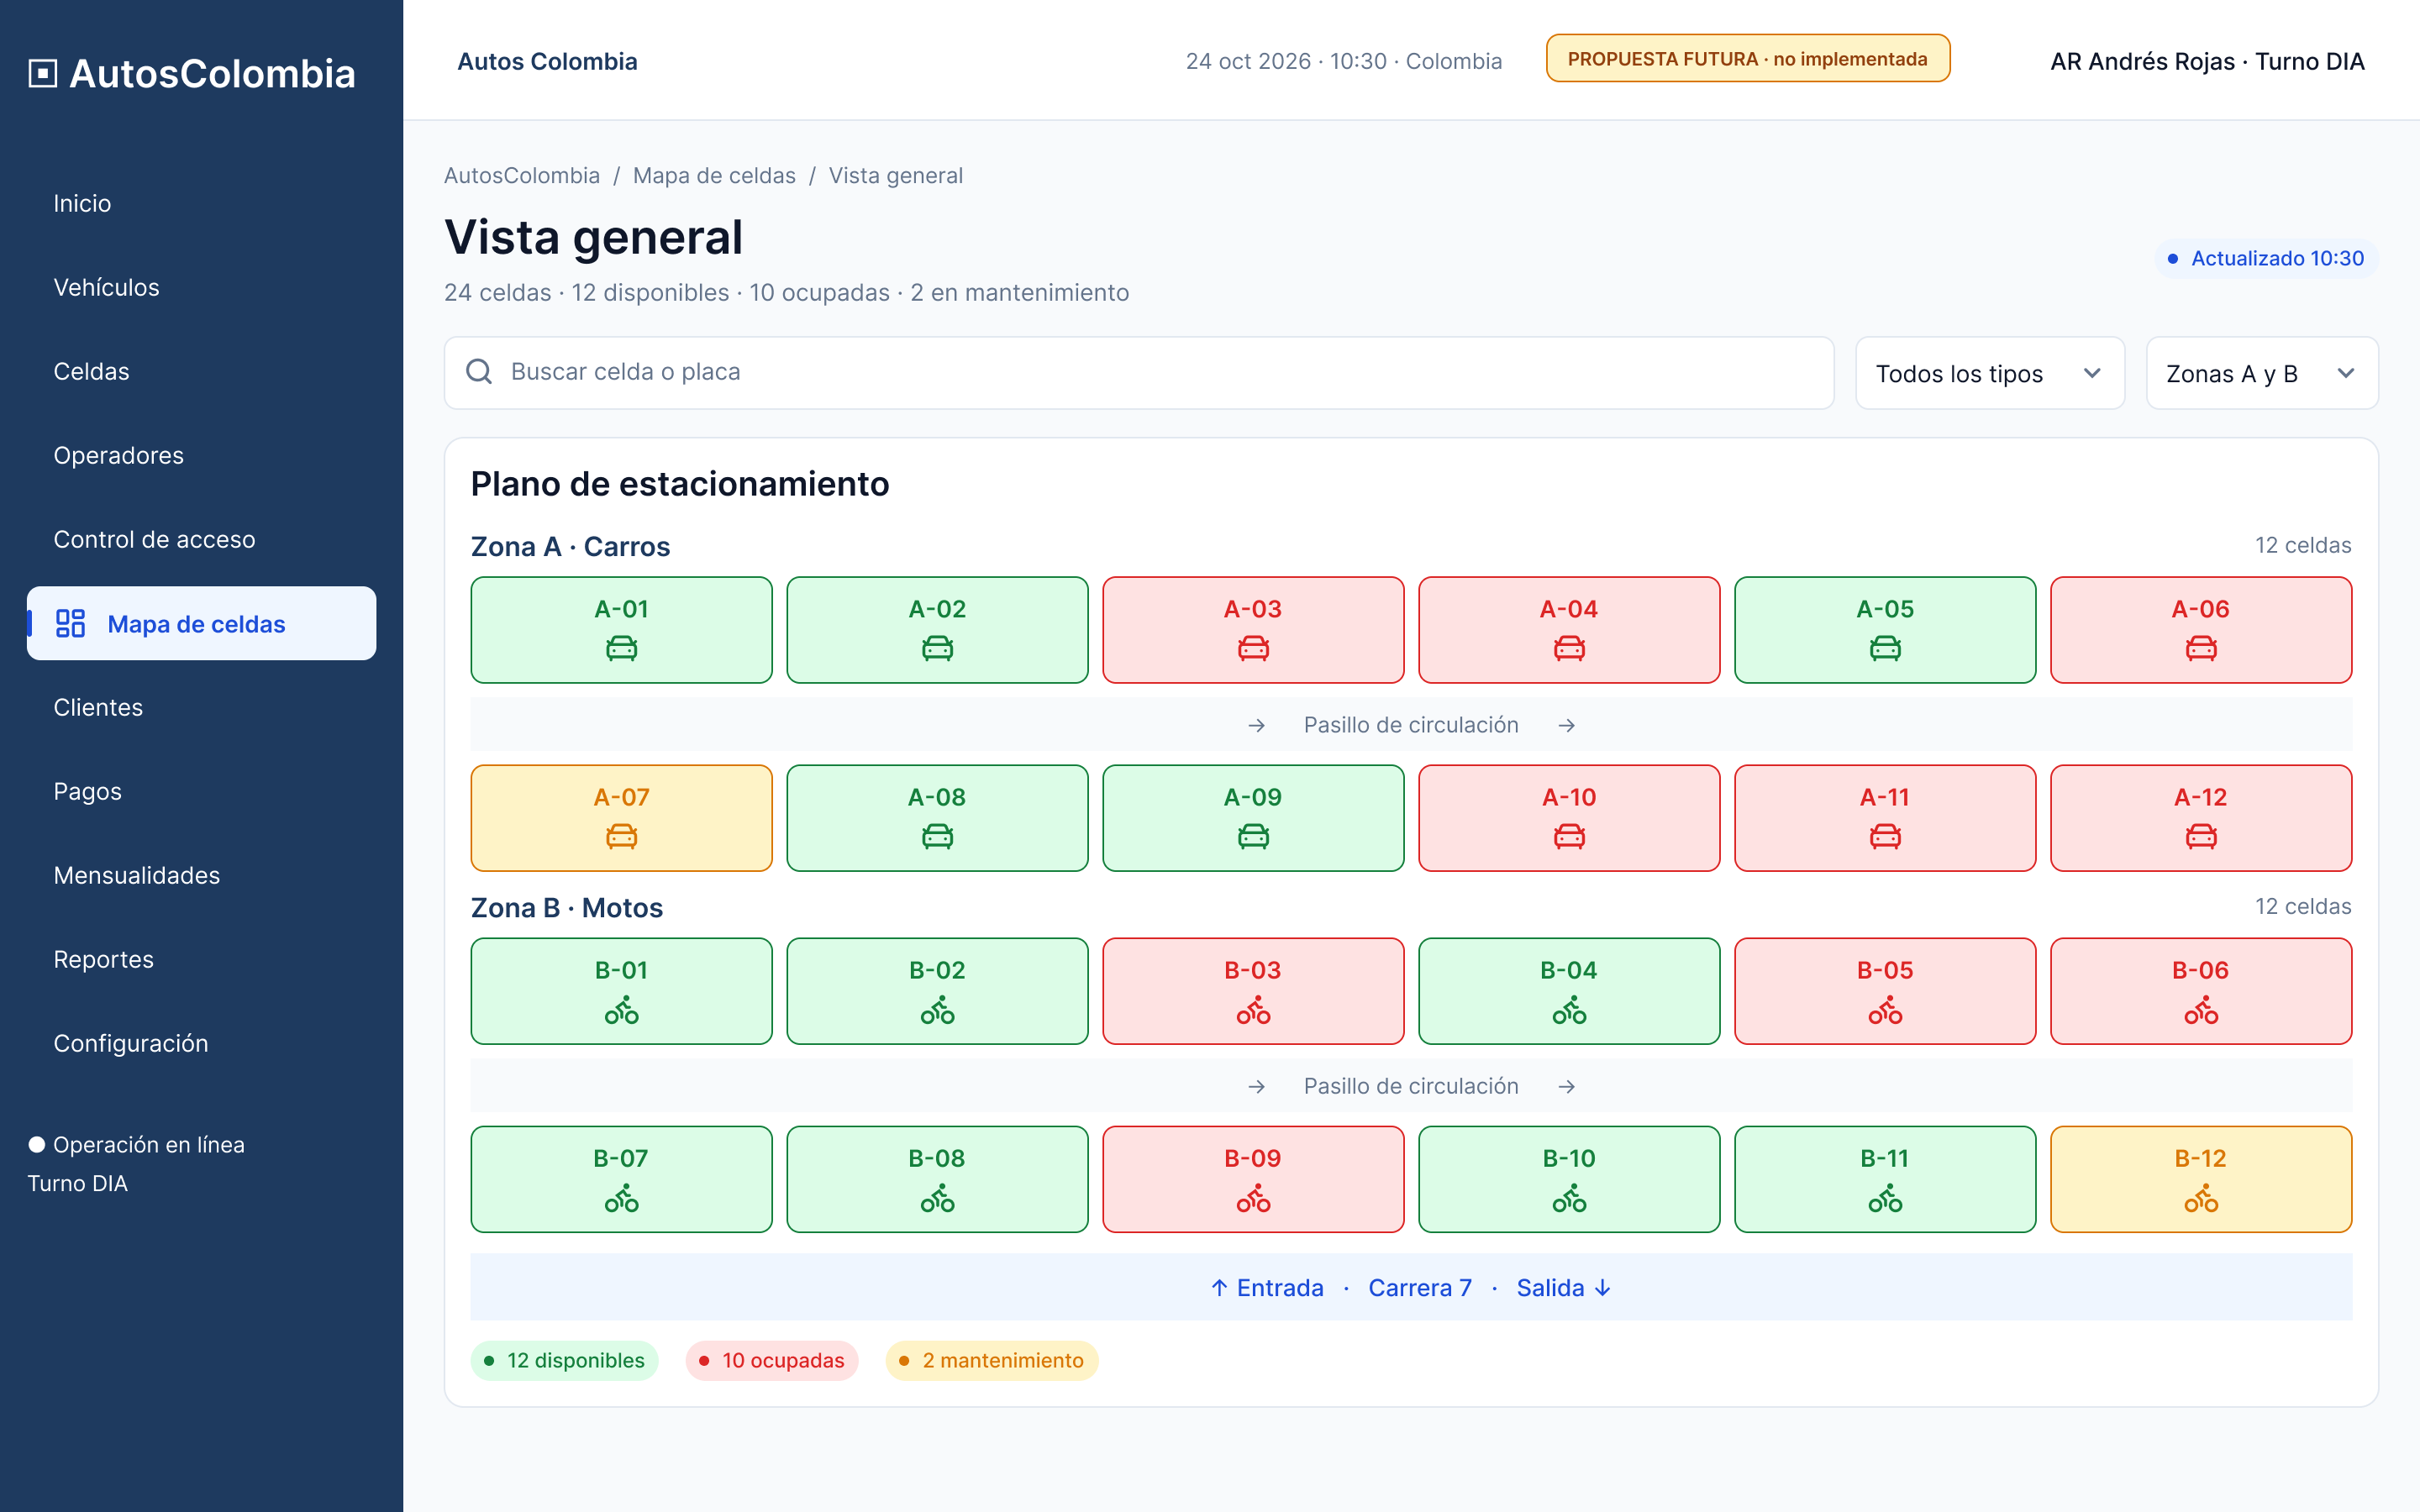 AutosColombia
Inicio
Vehículos
Celdas
Operadores
Control de acceso
Mapa de celdas
Clientes
Pagos
Mensualidades
Reportes
Configuración
Operación en línea
Turno DIA
Autos Colombia
24 oct 2026 · 10:30 · Colombia
PROPUESTA FUTURA · no implementada
AR Andrés Rojas · Turno DIA
AutosColombia / Mapa de celdas / Vista general
Vista general
24 celdas · 12 disponibles · 10 ocupadas · 2 en mantenimiento
Actualizado 10:30
Buscar celda o placa
Todos los tipos
Zonas A y B
Plano de estacionamiento
Zona A · Carros
12 celdas
A-01
A-02
A-03
A-04
A-05
A-06
→ Pasillo de circulación →
A-07
A-08
A-09
A-10
A-11
A-12
Zona B · Motos
12 celdas
B-01
B-02
B-03
B-04
B-05
B-06
→ Pasillo de circulación →
B-07
B-08
B-09
B-10
B-11
B-12
↑ Entrada · Carrera 7 · Salida ↓
12 disponibles
10 ocupadas
2 mantenimiento